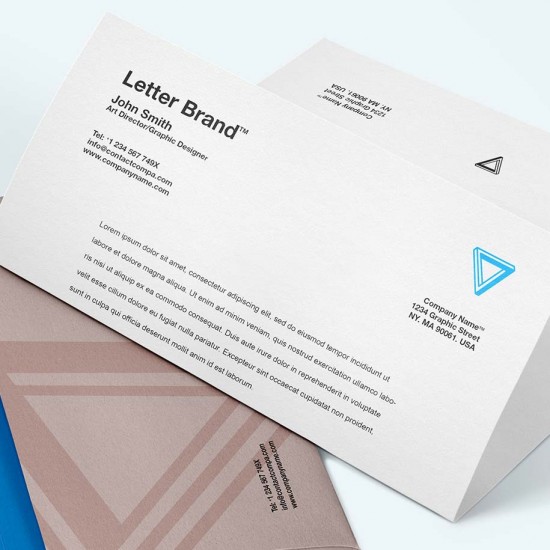 Letter Brand™
John Smith
Art Director/Graphic Designer
Tel: +1 234 567 749X
info@contactcompa.com
www.companyname.com
Lorem ipsum dolor sit amet, consectetur adipiscing elit, sed do eiusmod tempor incididunt ut
labore et dolore magna aliqua. Ut enim ad minim veniam, quis nostrud exercitation ullamco labo-
ris nisi ut aliquip ex ea commodo consequat. Duis aute irure dolor in reprehenderit in voluptate
velit esse cillum dolore eu fugiat nulla pariatur. Excepteur sint occaecat cupidatat non proident,
sunt in culpa qui officia deserunt mollit anim id est laborum
Company Name™
1234 Graphic Street
NY. MA 90061. USA
Company Name™
1234 Graphic Street
NY. MA 90061. USA
Tel: +1 234 567 749X
info@contactcompa.com
www.companyname.com